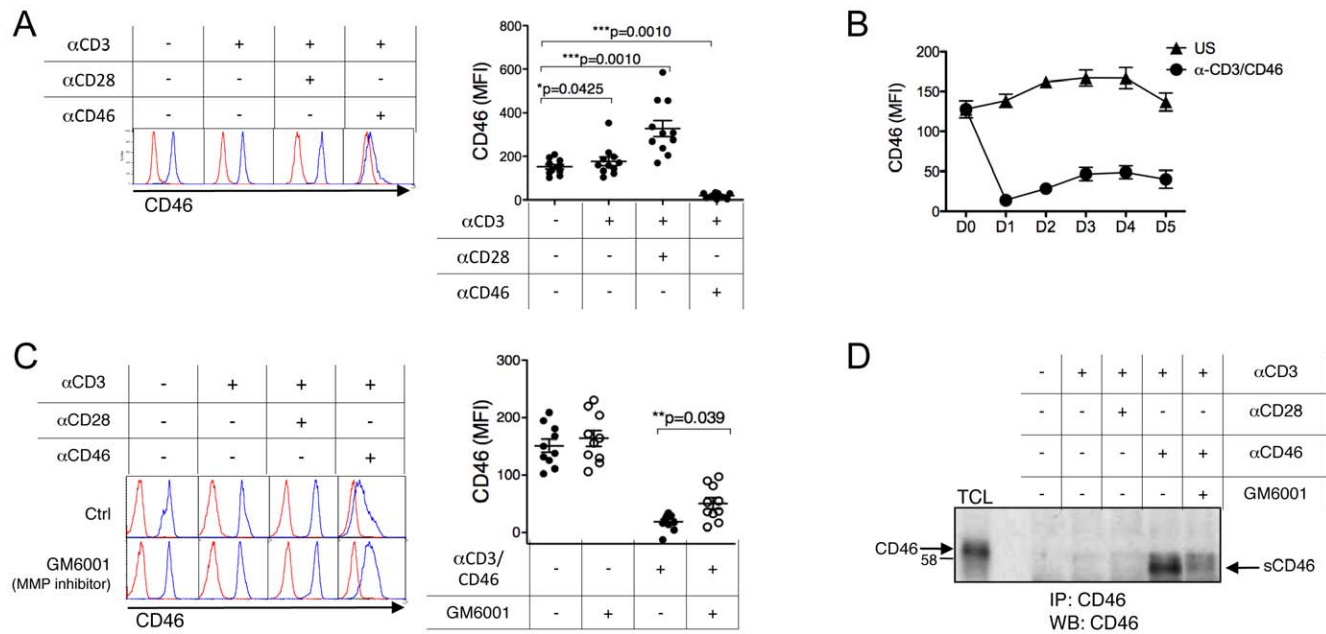 A
αCD3 - + + +
αCD28 - - + -
αCD46 - - - +
CD46
CD46 (MFI)
800
600
400
200
0
***p=0.0010
***p=0.0010
*p=0.0425
αCD3 - + + +
αCD28 - - + -
αCD46 - - - +
B
US
α-CD3/CD46
CD46 (MFI)
200
150
100
50
0
D0 D1 D2 D3 D4 D5
C
αCD3 - + + +
αCD28 - - + -
αCD46 - - - +
Ctrl
GM6001
(MMP inhibitor)
CD46
CD46 (MFI)
300
200
100
0
**p=0.039
αCD3/
CD46 - - + +
GM6001 - + - +
D
- + + + + αCD3
- - + - - αCD28
- - - + + αCD46
- - - - + GM6001
TCL
CD46
58
sCD46
IP: CD46
WB: CD46